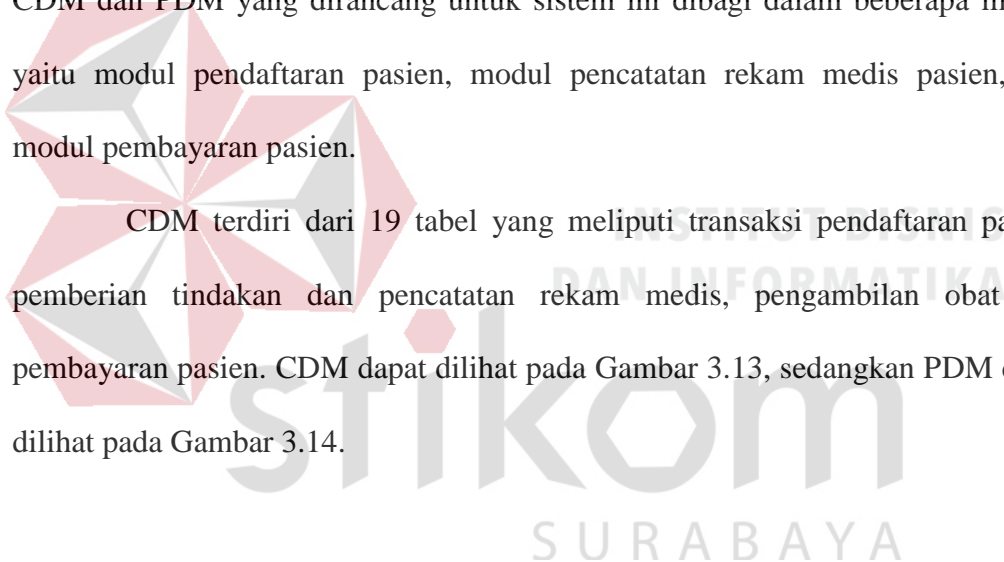 CDM dan PDM yang dirancang untuk sistem ini dibagi dalam beberapa
yaitu modul pendaftaran pasien, modul pencatatan rekam medis pasien,
modul pembayaran pasien.
CDM terdiri dari 19 tabel yang meliputi transaksi pendaftaran
INSTITUT BISNIS
DAN INFORMATIKA
pemberian tindakan dan pencatatan rekam medis, pengambilan obat
pembayaran pasien. CDM dapat dilihat pada Gambar 3.13, sedangkan PDM
dilihat pada Gambar 3.14.
stikom
SURABAYA